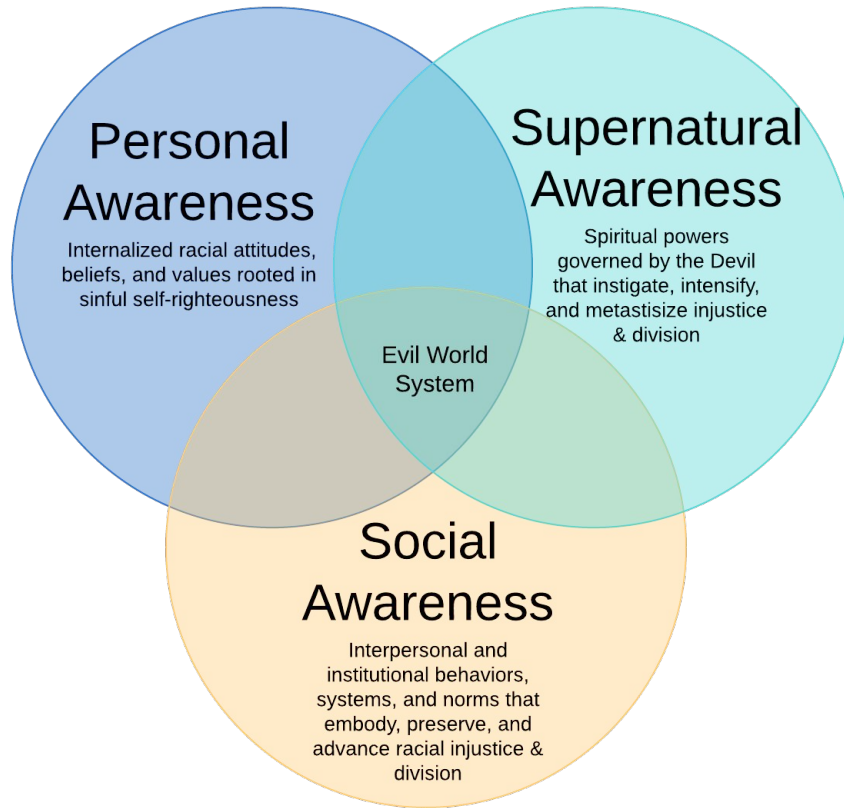 Personal
Awareness
Internalized racial attitudes,
beliefs, and values rooted in
sinful self-righteousness
Supernatural
Awareness
Spiritual powers
governed by the Devil
that instigate, intensify,
and metastisize injustice
& division
Evil World
System
Social
Awareness
Interpersonal and
institutional behaviors,
systems, and norms that
embody, preserve, and
advance racial injustice &
division